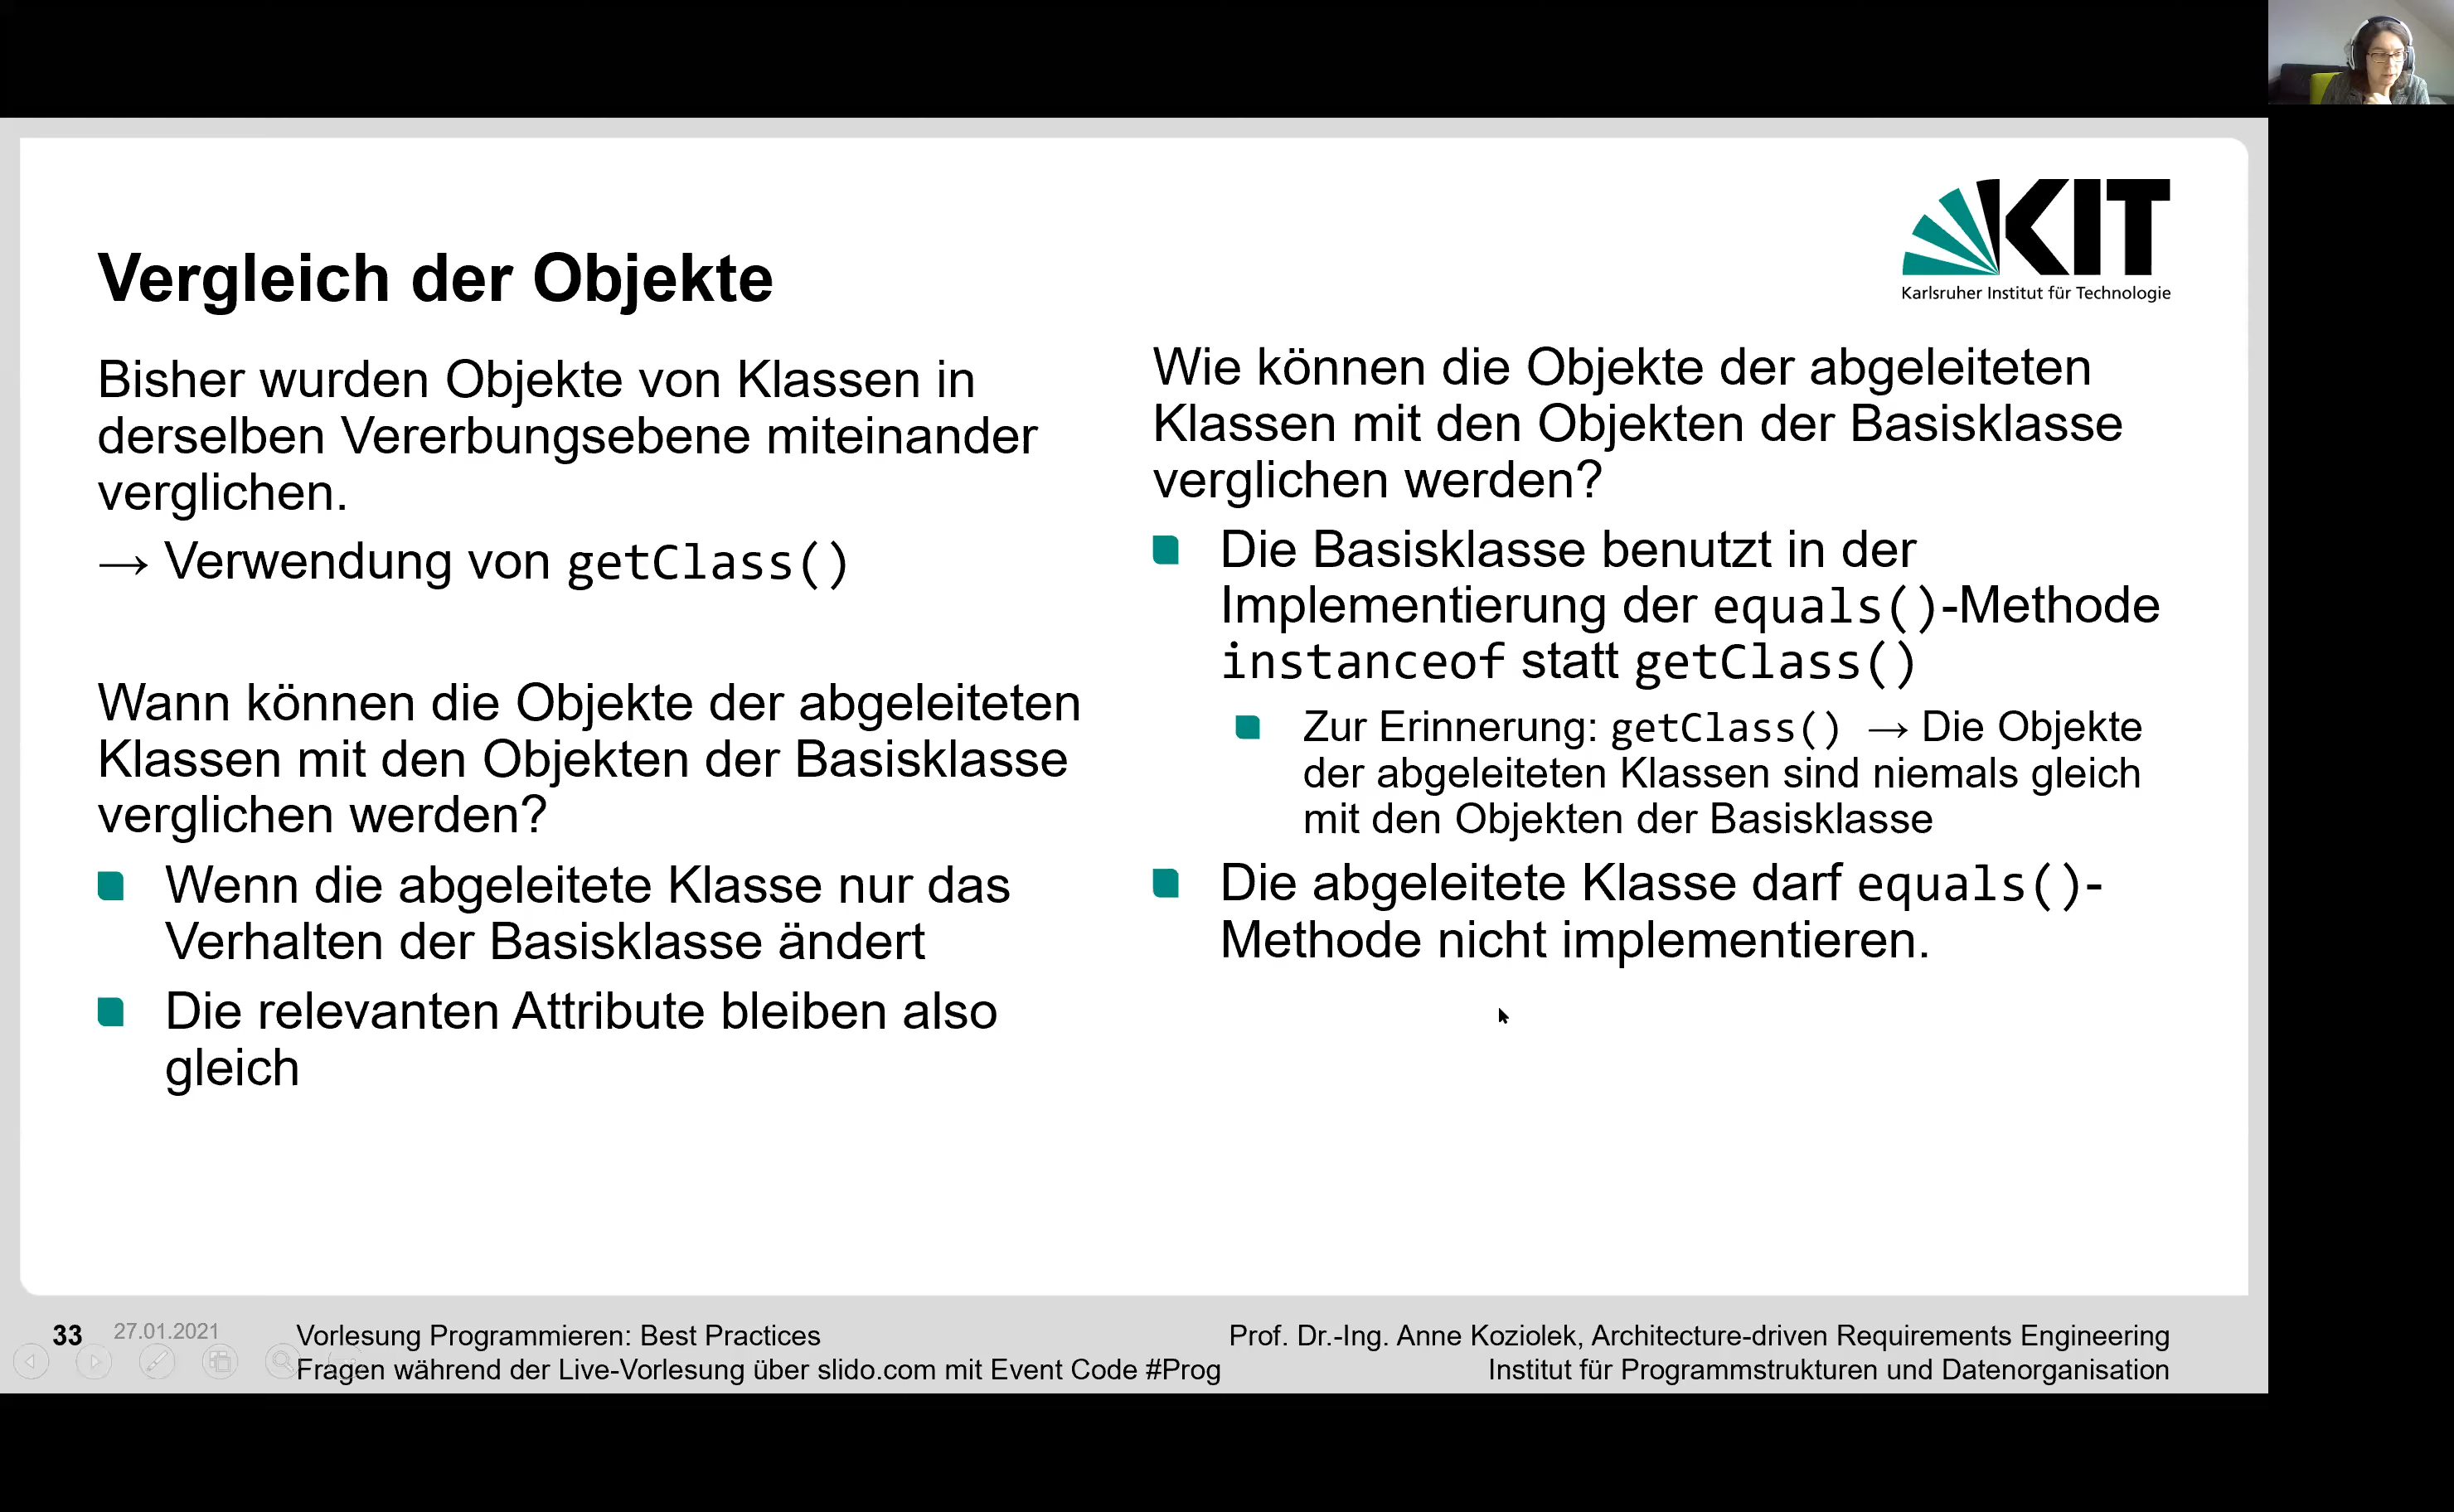 KIT
Karlsruher Institut für Technologie
Vergleich der Objekte
Bisher wurden Objekte von Klassen in
derselben Vererbungsebene miteinander
verglichen.
→ Verwendung von getClass()
Wann können die Objekte der abgeleiteten
Klassen mit den Objekten der Basisklasse
verglichen werden?
Wenn die abgeleitete Klasse nur das
Verhalten der Basisklasse ändert
Die relevanten Attribute bleiben also
gleich
Wie können die Objekte der abgeleiteten
Klassen mit den Objekten der Basisklasse
verglichen werden?
Die Basisklasse benutzt in der
Implementierung der equals()-Methode
instanceof statt getClass()
Zur Erinnerung: getClass() → Die Objekte
der abgeleiteten Klassen sind niemals gleich
mit den Objekten der Basisklasse
Die abgeleitete Klasse darf equals()-
Methode nicht implementieren.
33 27.01.2021
Vorlesung Programmieren: Best Practices
Fragen während der Live-Vorlesung über slido.com mit Event Code #Prog
Prof. Dr.-Ing. Anne Koziolek, Architecture-driven Requirements Engineering
Institut für Programmstrukturen und Datenorganisation